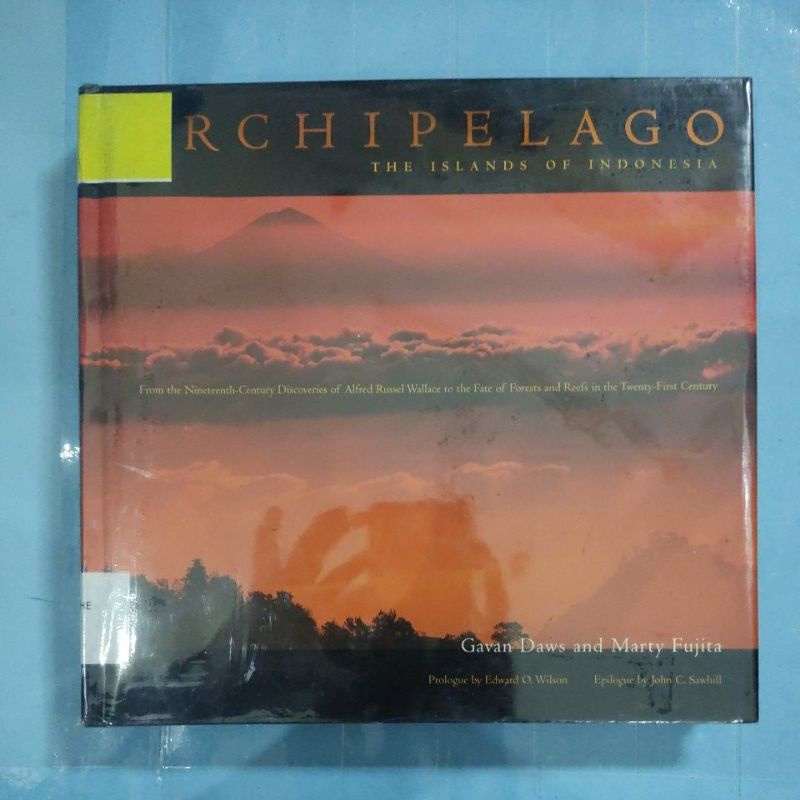 RCHIPELAGO
THE ISLANDS OF INDONESIA
From the Nineteenth-Century Discoveries of Alfred Russel Wallace to the Fate of Forests and Reefs in the Twenty-First Century
HE
Gavan Daws and Marty Fujita
Prologue by Edward O. Wilson Epilogue by John C. Sawhill